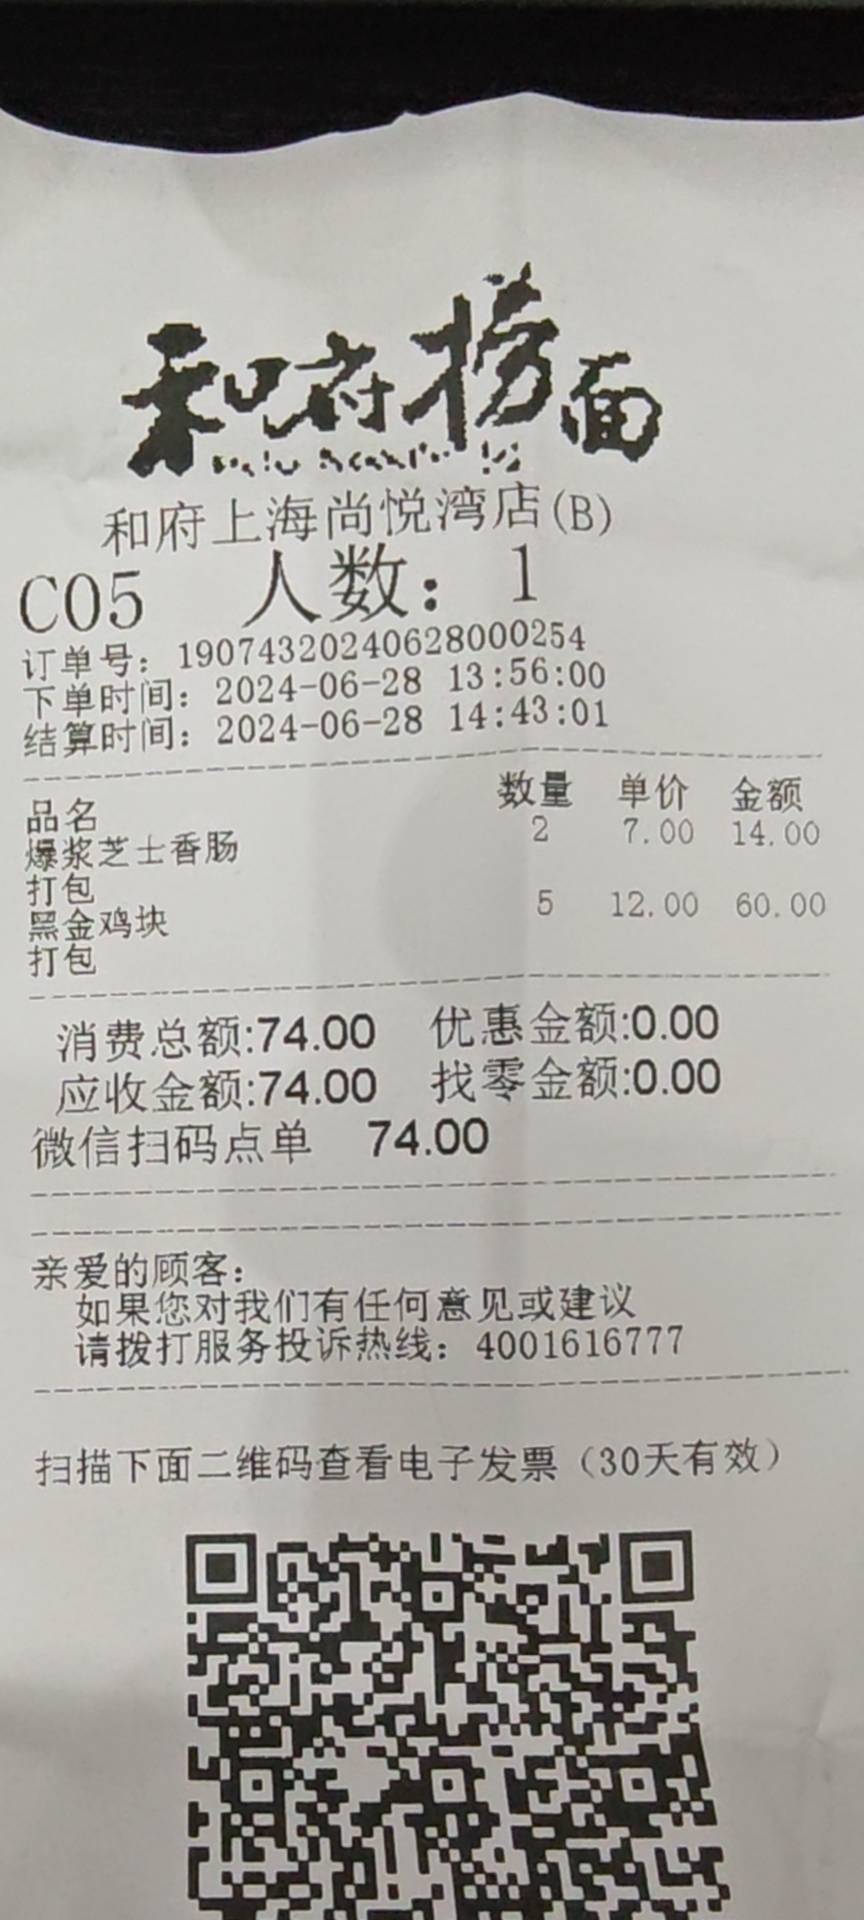 和府捞面
和府上海尚悦湾店(B)
C05 人数: 1
订单号: 19074320240628000254
下单时间: 2024-06-28 13:56:00
结算时间: 2024-06-28 14:43:01
品名 数量 单价 金额
爆浆芝士香肠 2 7.00 14.00
打包
黑金鸡块 5 12.00 60.00
打包
消费总额:74.00 优惠金额:0.00
应收金额:74.00 找零金额:0.00
微信扫码点单 74.00
亲爱的顾客:
如果您对我们有任何意见或建议
请拨打服务投诉热线: 4001616777
扫描下面二维码查看电子发票（30天有效）